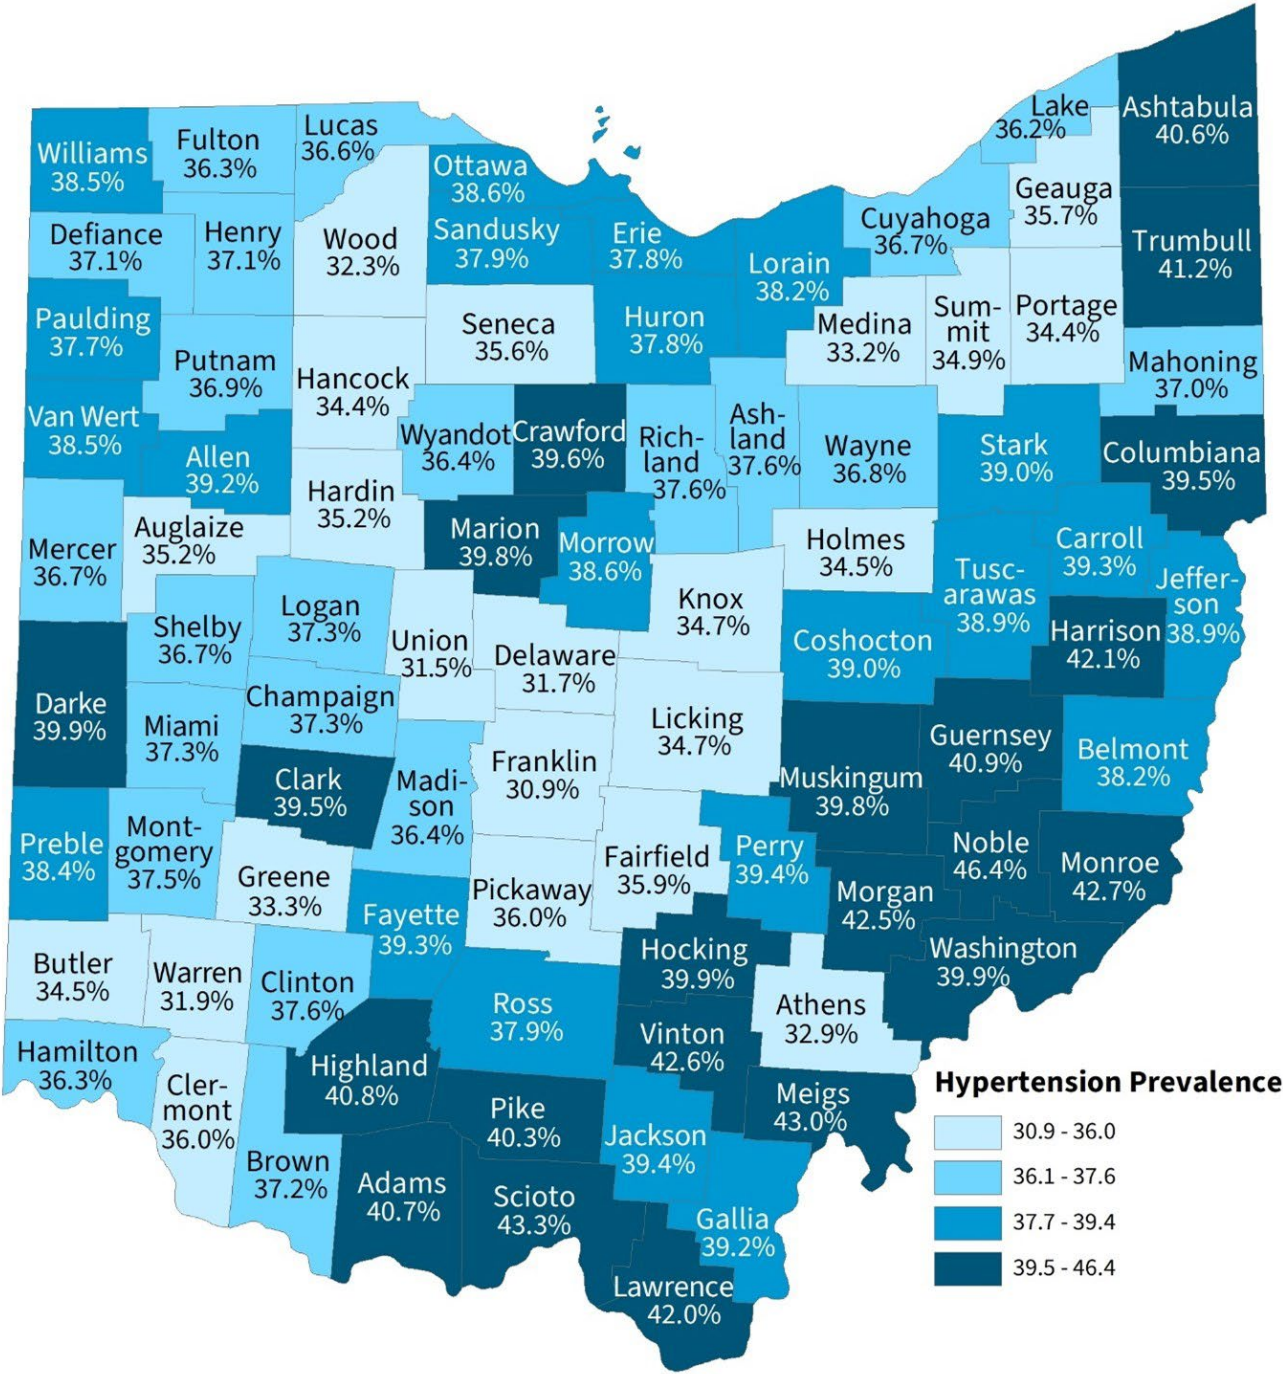 Williams
38.5%
Fulton
36.3%
Lucas
36.6%
Ottawa
38.6%
Lake
36.2%
Ashtabula
40.6%
Defiance
37.1%
Henry
37.1%
Wood
32.3%
Sandusky
37.9%
Erie
37.8%
Lorain
38.2%
Cuyahoga
36.7%
Geauga
35.7%
Trumbull
41.2%
Paulding
37.7%
Putnam
36.9%
Hancock
34.4%
Seneca
35.6%
Huron
37.8%
Medina
33.2%
Sum-
mit
34.9%
Portage
34.4%
Mahoning
37.0%
Van Wert
38.5%
Allen
39.2%
Wyandot
36.4%
Crawford
39.6%
Rich-
land
37.6%
Ash-
land
37.6%
Wayne
36.8%
Stark
39.0%
Columbiana
39.5%
Mercer
36.7%
Auglaize
35.2%
Hardin
35.2%
Marion
39.8%
Morrow
38.6%
Holmes
34.5%
Tusc-
arawas
38.9%
Carroll
39.3%
Jeffer-
son
38.9%
Shelby
36.7%
Logan
37.3%
Union
31.5%
Delaware
31.7%
Knox
34.7%
Coshocton
39.0%
Harrison
42.1%
Darke
39.9%
Miami
37.3%
Champaign
37.3%
Clark
39.5%
Madi-
son
36.4%
Franklin
30.9%
Licking
34.7%
Muskingum
39.8%
Guernsey
40.9%
Belmont
38.2%
Preble
38.4%
Mont-
gomery
37.5%
Greene
33.3%
Fayette
39.3%
Pickaway
36.0%
Fairfield
35.9%
Perry
39.4%
Morgan
42.5%
Noble
46.4%
Monroe
42.7%
Butler
34.5%
Warren
31.9%
Clinton
37.6%
Ross
37.9%
Hocking
39.9%
Athens
32.9%
Washington
39.9%
Hamilton
36.3%
Cler-
mont
36.0%
Highland
40.8%
Pike
40.3%
Vinton
42.6%
Meigs
43.0%
Brown
37.2%
Adams
40.7%
Scioto
43.3%
Jackson
39.4%
Gallia
39.2%
Lawrence
42.0%
Hypertension Prevalence
30.9 - 36.0
36.1 - 37.6
37.7 - 39.4
39.5 - 46.4